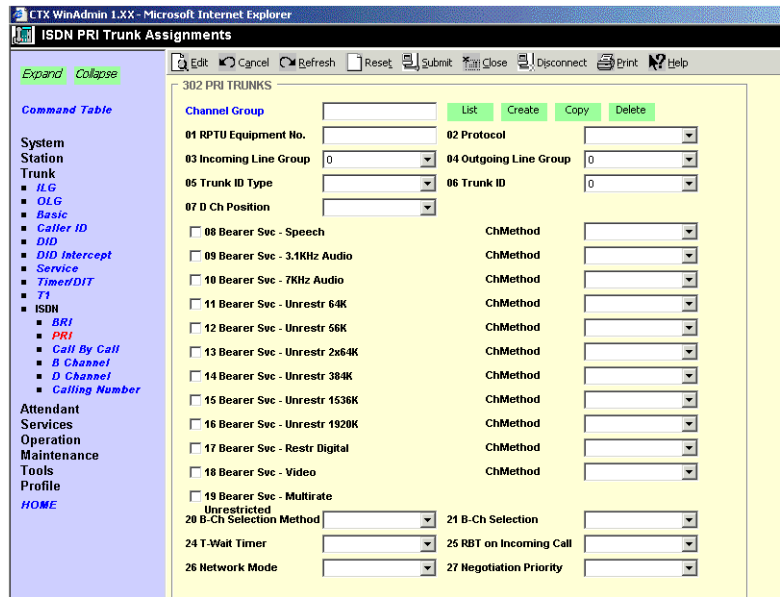 CTX WinAdmin 1.XX - Microsoft Internet Explorer
ISDN PRI Trunk Assignments
Expand Collapse
Command Table
System
Station
Trunk
ILG
OLG
Basic
Caller ID
DID
DID Intercept
Service
Timer/DIT
T1
ISDN
BRI
PRI
Call By Call
B Channel
D Channel
Calling Number
Attendant
Services
Operation
Maintenance
Tools
Profile
HOME
Edit Cancel Refresh Reset Submit Close Disconnect Print Help
302 PRI TRUNKS
Channel Group List Create Copy Delete
01 RPTU Equipment No. 02 Protocol
03 Incoming Line Group 0 04 Outgoing Line Group 0
05 Trunk ID Type 06 Trunk ID 0
07 D Ch Position
08 Bearer Svc - Speech ChMethod
09 Bearer Svc - 3.1KHz Audio ChMethod
10 Bearer Svc - 7KHz Audio ChMethod
11 Bearer Svc - Unrestr 64K ChMethod
12 Bearer Svc - Unrestr 56K ChMethod
13 Bearer Svc - Unrestr 2x64K ChMethod
14 Bearer Svc - Unrestr 384K ChMethod
15 Bearer Svc - Unrestr 1536K ChMethod
16 Bearer Svc - Unrestr 1920K ChMethod
17 Bearer Svc - Restr Digital ChMethod
18 Bearer Svc - Video ChMethod
19 Bearer Svc - Multirate
Unrestricted
20 B-Ch Selection Method 21 B-Ch Selection
24 T-Wait Timer 25 RBT on Incoming Call
26 Network Mode 27 Negotiation Priority